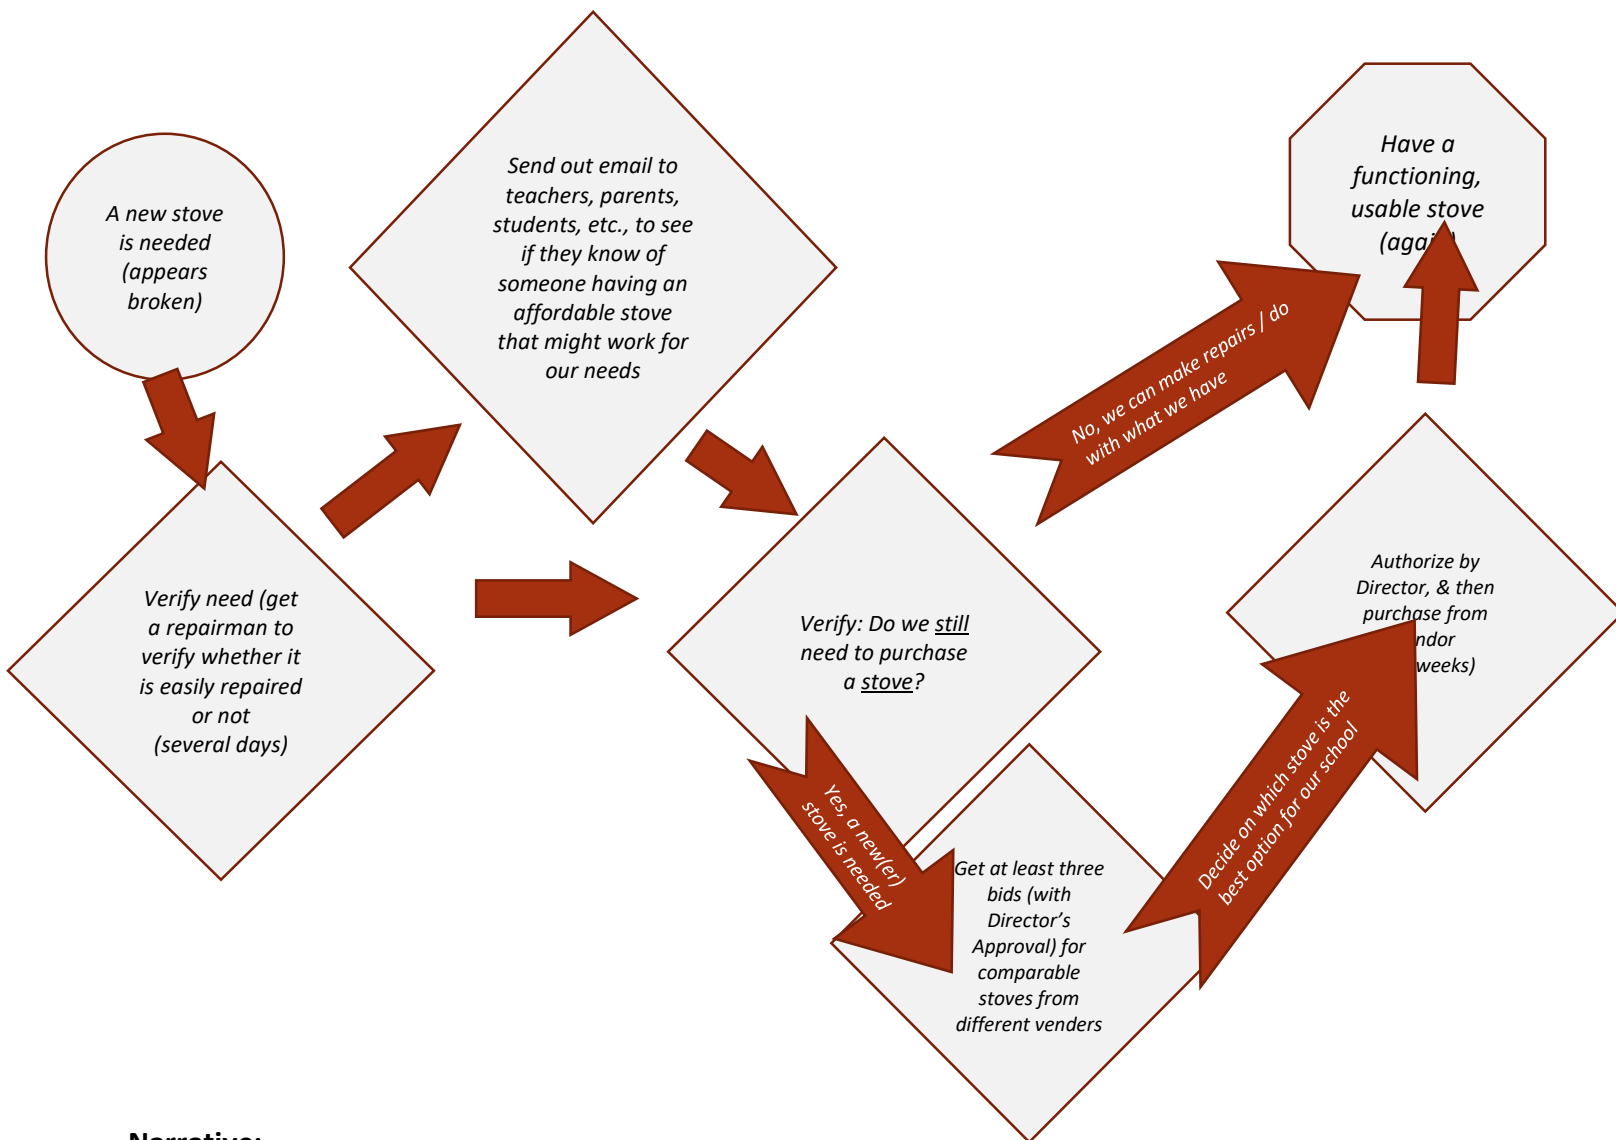 A new stove
is needed
(appears
broken)
Send out email to
teachers, parents,
students, etc., to see
if they know of
someone having an
affordable stove
that might work for
our needs
Have a
functioning,
usable stove
No, we can make repairs / do
with what we have
Verify need (get
a repairman to
verify whether it
is easily repaired
or not
(several days)
Verify: Do we still
need to purchase
a stove?
Authorize by
Director, & then
purchase from
weeks)
Yes, a new(er)
stove is needed
Get at least three
bids (with
Director’s
Approval) for
comparable
stoves from
different venders
Decide on which stove is the
best option for our school
Narrative: